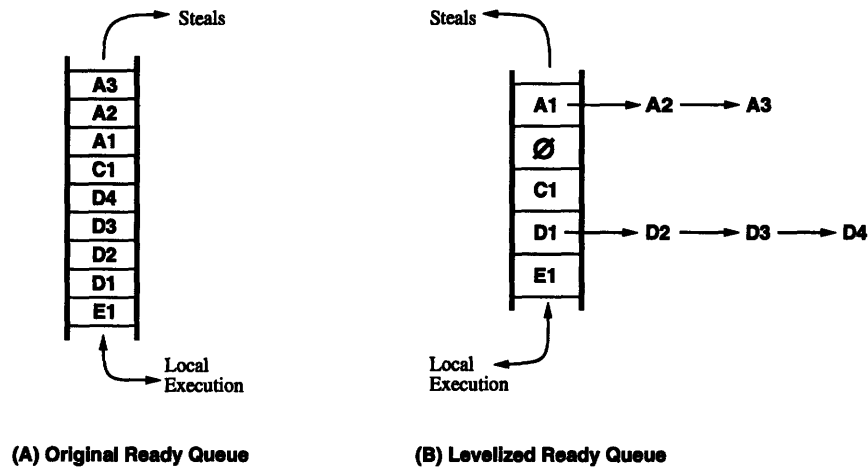 Steals
A3
A2
A1
C1
D4
D3
D2
D1
E1
Local
Execution
(A) Original Ready Queue
Steals
A1 A2 A3
Ø
C1
D1 D2 D3 D4
E1
Local
Execution
(B) Levelized Ready Queue